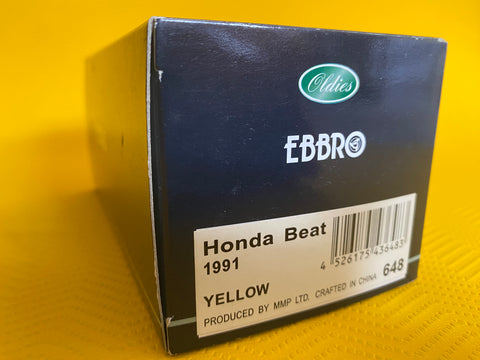 Oldies
EBBRO
Honda Beat
1991
4 526175 436483
YELLOW
648
PRODUCED BY MMP LTD. CRAFTED IN CHINA